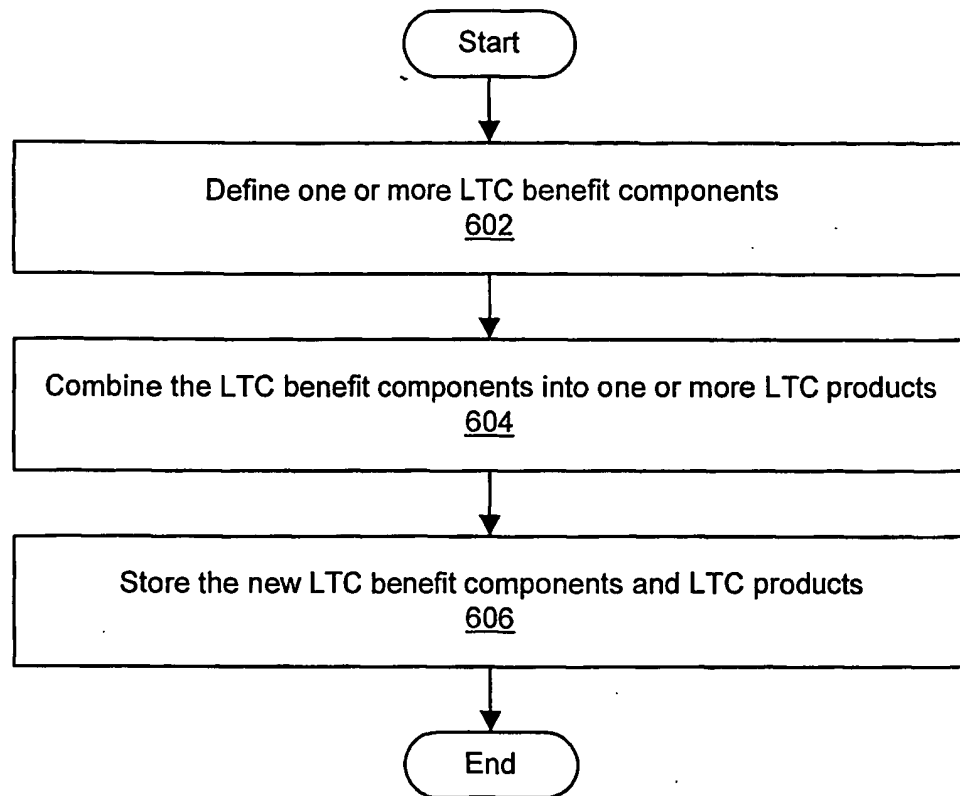 Start
Define one or more LTC benefit components
602
Combine the LTC benefit components into one or more LTC products
604
Store the new LTC benefit components and LTC products
606
End